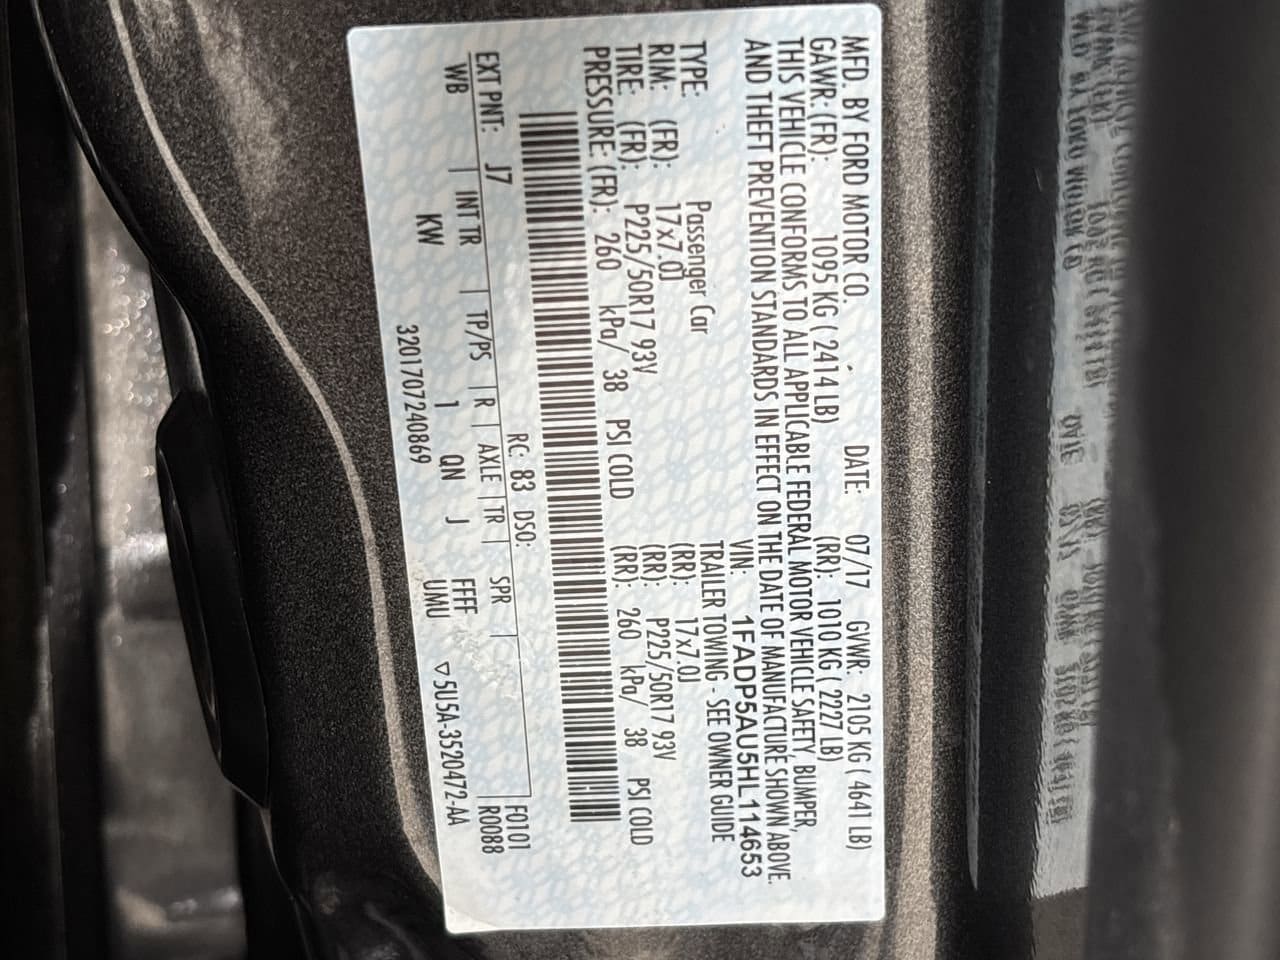 MFD. BY FORD MOTOR CO. DATE: 07/17 GVWR: 2105 KG ( 4641 LB)
GAWR: (FR): 1095 KG ( 2414 LB) (RR): 1010 KG ( 2227 LB)
THIS VEHICLE CONFORMS TO ALL APPLICABLE FEDERAL MOTOR VEHICLE SAFETY, BUMPER,
AND THEFT PREVENTION STANDARDS IN EFFECT ON THE DATE OF MANUFACTURE SHOWN ABOVE.
VIN: 1FADP5AU5HL114653
TYPE: Passenger Car TRAILER TOWING - SEE OWNER GUIDE
RIM: (FR): 17x7.0J (RR): 17x7.0J
TIRE: (FR): P225/50R17 93V (RR): P225/50R17 93V
PRESSURE: (FR): 260 kPa/ 38 PSI COLD (RR): 260 kPa/ 38 PSI COLD
EXT PNT: J7 RC: 83 DSO: F0101
WB | INT TR | TP/PS | R | AXLE | TR | SPR | R0088
KW 1 QN J FFFF
3201707240869 UMU ▽5U5A-3520472-AA